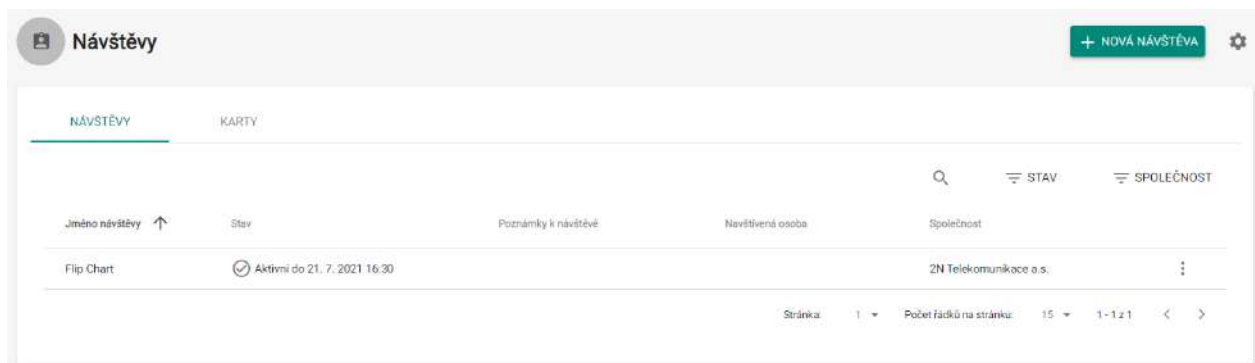 Návštěvy
+ NOVÁ NÁVŠTĚVA
NÁVŠTĚVY KARTY
STAV SPOLEČNOST
Jméno návštěvy Stav Poznámky k návštěvě Navštívená osoba Společnost
Flip Chart Aktivní do 21. 7. 2021 16:30 2N Telekomunikace a.s.
Stránka: 1 Počet řádků na stránku: 15 1-1 z 1